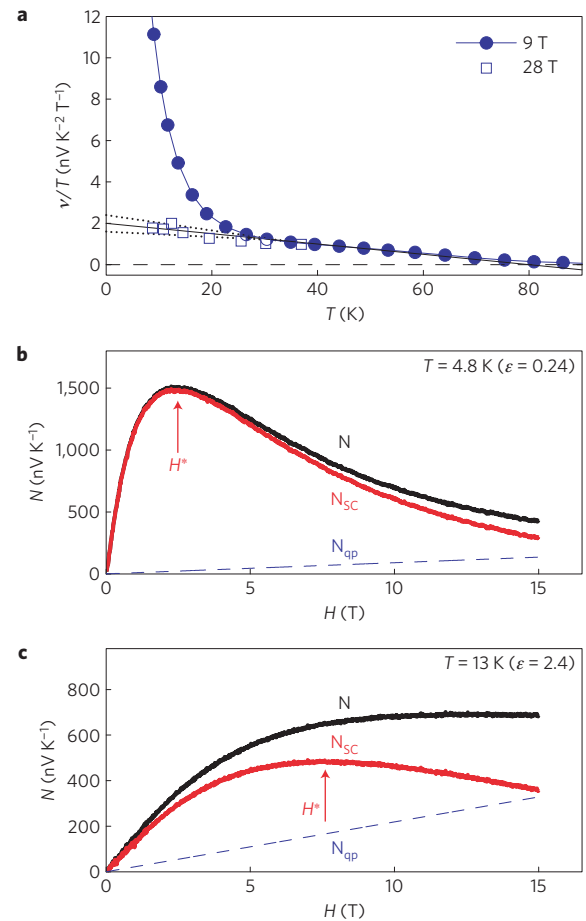 a
12
10
8
6
4
2
0
ν/T (nV K⁻² T⁻¹)
9 T
28 T
0
20
40
60
80
T (K)
b
T = 4.8 K (ε = 0.24)
1,500
1,000
500
0
N (nV K⁻¹)
N
H*
N_SC
N_qp
0
5
10
15
H (T)
c
T = 13 K (ε = 2.4)
800
600
400
200
0
N (nV K⁻¹)
N
N_SC
H*
N_qp
0
5
10
15
H (T)